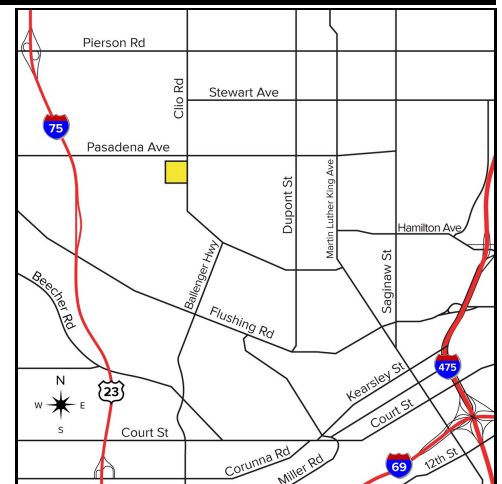 Pierson Rd
Clio Rd
Stewart Ave
75
Pasadena Ave
Dupont St
Martin Luther King Ave
Hamilton Ave
Saginaw St
Ballenger Hwy
Beecher Rd
Flushing Rd
475
Kearsley St
N
W E
S
23
Court St
Court St
Corunna Rd
Miller Rd
69
12th St